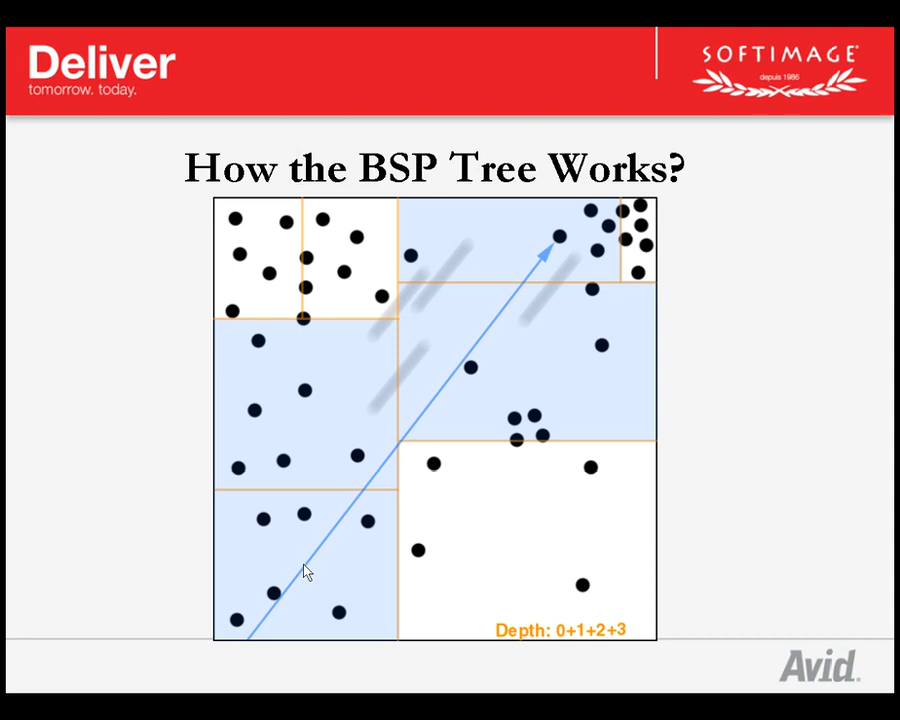 Deliver
tomorrow. today.
SOFTIMAGE®
depuis 1986
How the BSP Tree Works?
Depth: 0+1+2+3
Avid.